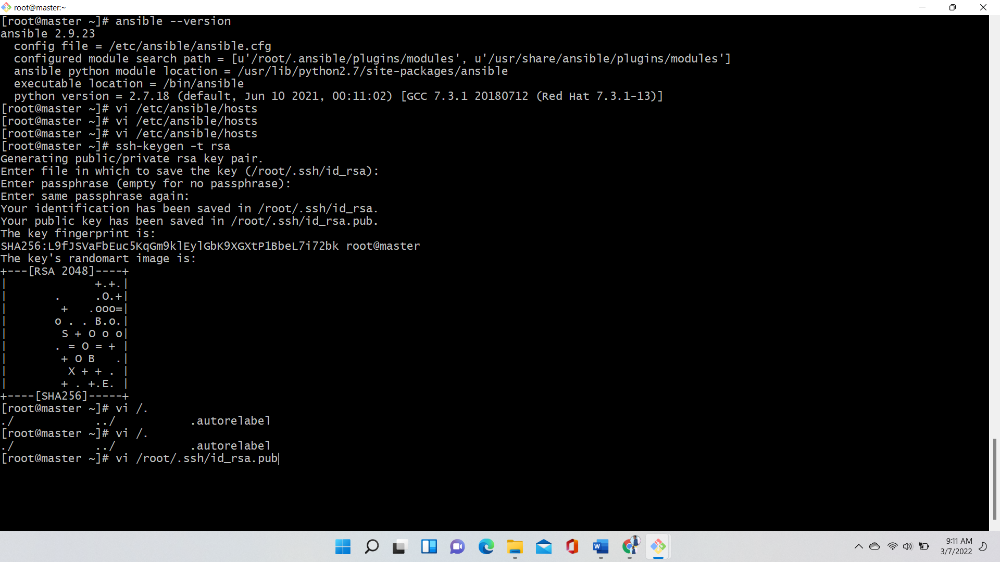 root@master:~
[root@master ~]# ansible --version
ansible 2.9.23
  config file = /etc/ansible/ansible.cfg
  configured module search path = [u'/root/.ansible/plugins/modules', u'/usr/share/ansible/plugins/modules']
  ansible python module location = /usr/lib/python2.7/site-packages/ansible
  executable location = /bin/ansible
  python version = 2.7.18 (default, Jun 10 2021, 00:11:02) [GCC 7.3.1 20180712 (Red Hat 7.3.1-13)]
[root@master ~]# vi /etc/ansible/hosts
[root@master ~]# vi /etc/ansible/hosts
[root@master ~]# vi /etc/ansible/hosts
[root@master ~]# ssh-keygen -t rsa
Generating public/private rsa key pair.
Enter file in which to save the key (/root/.ssh/id_rsa):
Enter passphrase (empty for no passphrase):
Enter same passphrase again:
Your identification has been saved in /root/.ssh/id_rsa.
Your public key has been saved in /root/.ssh/id_rsa.pub.
The key fingerprint is:
SHA256:L9fJSVaFbEuc5KqGm9klEylGbK9XGXtP1BbeL7i72bk root@master
The key's randomart image is:
+---[RSA 2048]----+
|             +.+.|
|       .     .O.+|
|        +   .ooo=|
|       o . . B.o.|
|        S + O o o|
|       . = O = + |
|        + O B   .|
|         X + + . |
|        + . +.E. |
+----[SHA256]-----+
[root@master ~]# vi /.
./            ../           .autorelabel
[root@master ~]# vi /.
./            ../           .autorelabel
[root@master ~]# vi /root/.ssh/id_rsa.pub
W
9:11 AM
3/7/2022